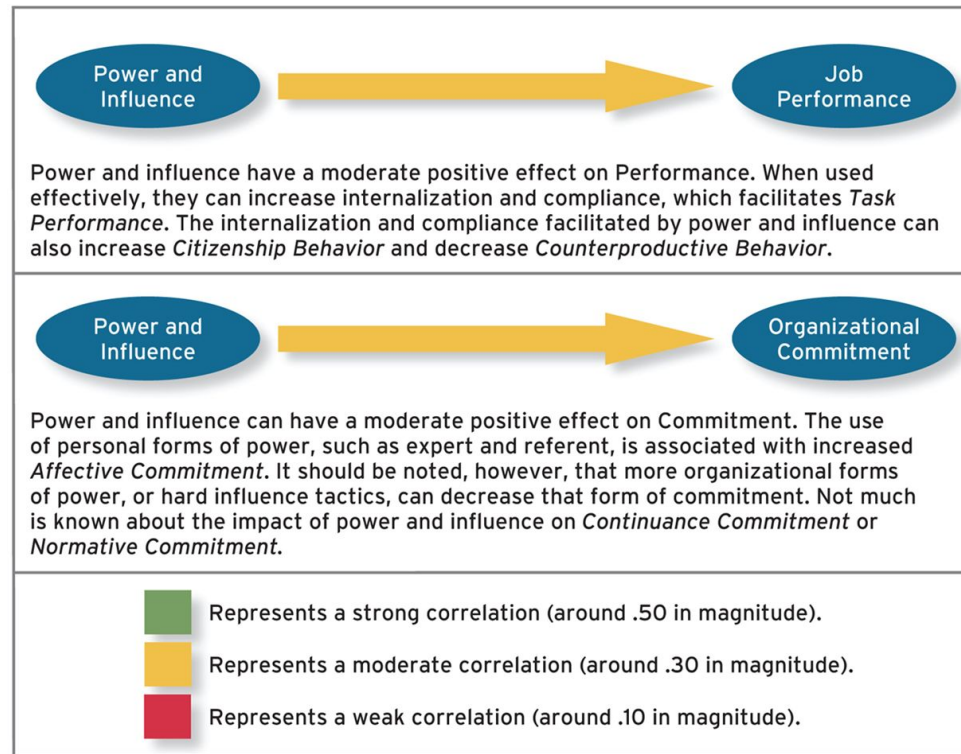 Power and
Influence
Job
Performance
Power and influence have a moderate positive effect on Performance. When used
effectively, they can increase internalization and compliance, which facilitates Task
Performance. The internalization and compliance facilitated by power and influence can
also increase Citizenship Behavior and decrease Counterproductive Behavior.
Power and
Influence
Organizational
Commitment
Power and influence can have a moderate positive effect on Commitment. The use
of personal forms of power, such as expert and referent, is associated with increased
Affective Commitment. It should be noted, however, that more organizational forms
of power, or hard influence tactics, can decrease that form of commitment. Not much
is known about the impact of power and influence on Continuance Commitment or
Normative Commitment.
Represents a strong correlation (around .50 in magnitude).
Represents a moderate correlation (around .30 in magnitude).
Represents a weak correlation (around .10 in magnitude).